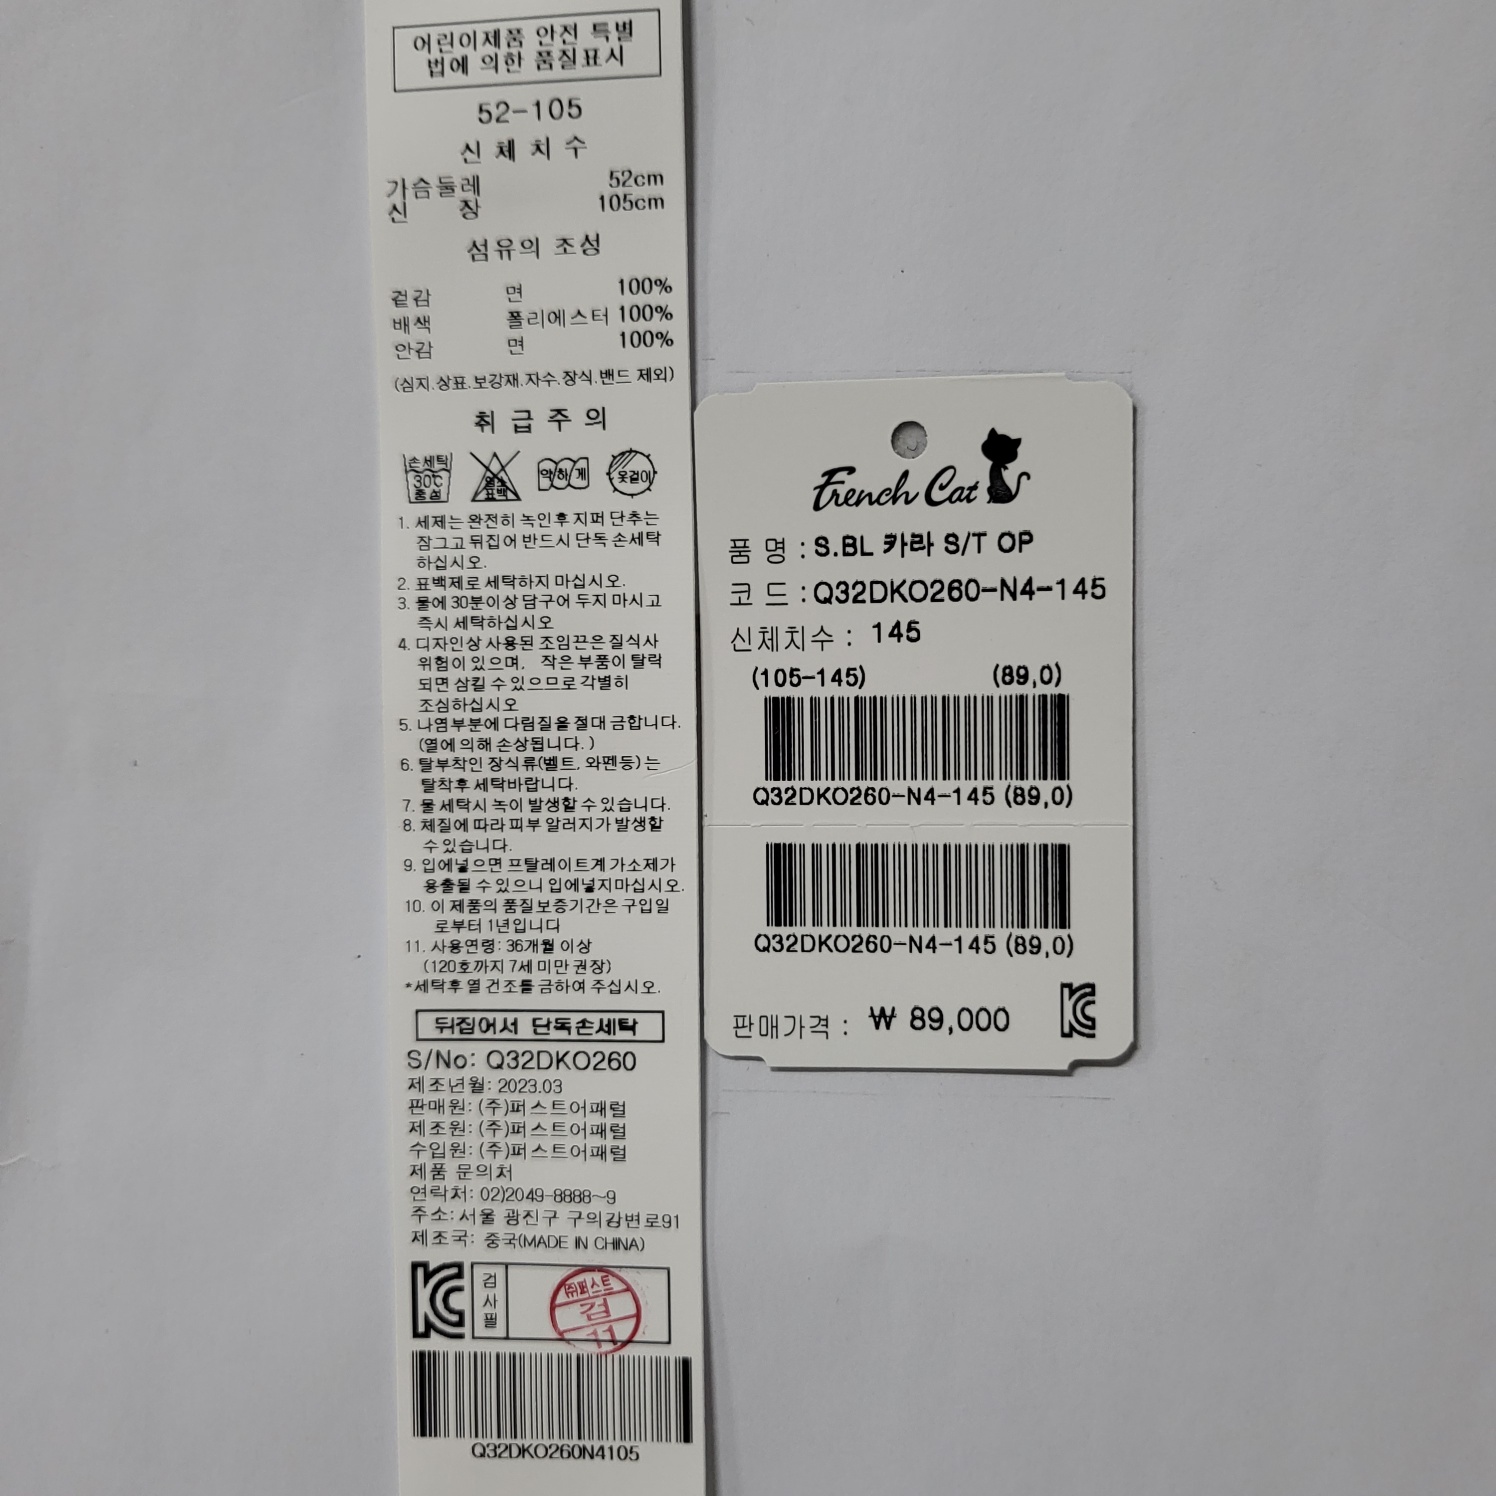 어린이제품 안전 특별
법에 의한 품질표시
52-105
신 체 치 수
가슴둘레 52cm
신 장 105cm
섬유의 조성
겉감 면 100%
배색 폴리에스터 100%
안감 면 100%
(심지.상표.보강재.자수.장식.밴드 제외)
취 급 주 의
손세탁
30℃
중성
염소
표백
약하게
옷걸이
1. 세제는 완전히 녹인후 지퍼 단추는
잠그고 뒤집어 반드시 단독 손세탁
하십시오.
2. 표백제로 세탁하지 마십시오.
3. 물에 30분이상 담구어 두지 마시고
즉시 세탁하십시오
4. 디자인상 사용된 조임끈은 질식사
위험이 있으며, 작은 부품이 탈락
되면 삼킬 수 있으므로 각별히
조심하십시오
5. 나염부분에 다림질을 절대 금합니다.
(열에 의해 손상됩니다. )
6. 탈부착인 장식류(벨트, 와펜등) 는
탈착후 세탁바랍니다.
7. 물 세탁시 녹이 발생할 수 있습니다.
8. 체질에 따라 피부 알러지가 발생할
수 있습니다.
9. 입에넣으면 프탈레이트계 가소제가
용출될 수 있으니 입에넣지마십시오.
10. 이 제품의 품질보증기간은 구입일
로부터 1년입니다
11. 사용연령: 36개월 이상
(120호까지 7세 미만 권장)
*세탁후 열 건조를 금하여 주십시오.
뒤집어서 단독손세탁
S/No: Q32DKO260
제조년월: 2023.03
판매원: (주)퍼스트어패럴
제조원: (주)퍼스트어패럴
수입원: (주)퍼스트어패럴
제품 문의처
연락처: 02)2049-8888~9
주소: 서울 광진구 구의강변로91
제조국: 중국(MADE IN CHINA)
KC
검사필
㈜퍼스트
검
11
Q32DKO260N4105
French Cat
품 명 : S.BL 카라 S/T OP
코 드 : Q32DKO260-N4-145
신체치수 : 145
(105-145) (89,0)
Q32DKO260-N4-145 (89,0)
Q32DKO260-N4-145 (89,0)
판매가격 : ₩ 89,000
KC